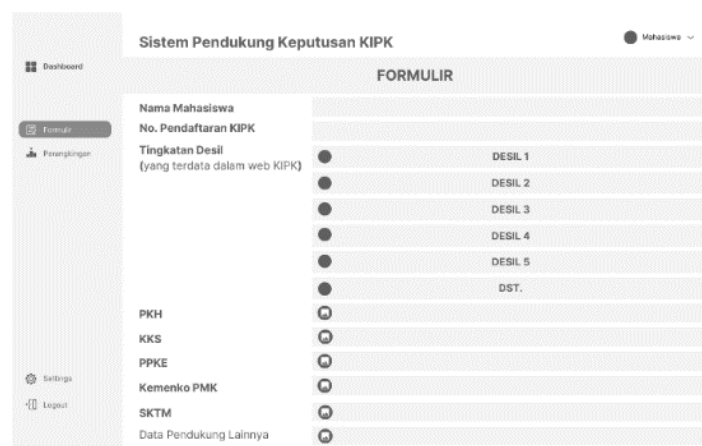 Sistem Pendukung Keputusan KIPK
Mahasiswa
Dashboard
Formulir
Perangkingan
Settings
Logout
FORMULIR
Nama Mahasiswa
No. Pendaftaran KIPK
Tingkatan Desil
(yang terdata dalam web KIPK)
DESIL 1
DESIL 2
DESIL 3
DESIL 4
DESIL 5
DST.
PKH
KKS
PPKE
Kemenko PMK
SKTM
Data Pendukung Lainnya